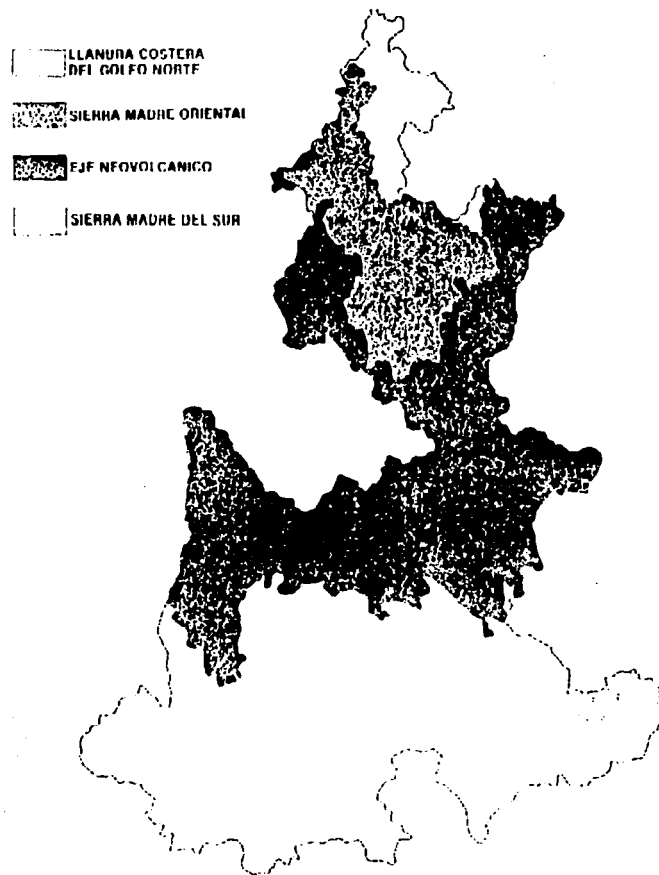 LLANURA COSTERA
DEL GOLFO NORTE
SIERRA MADRE ORIENTAL
EJE NEOVOLCANICO
SIERRA MADRE DEL SUR